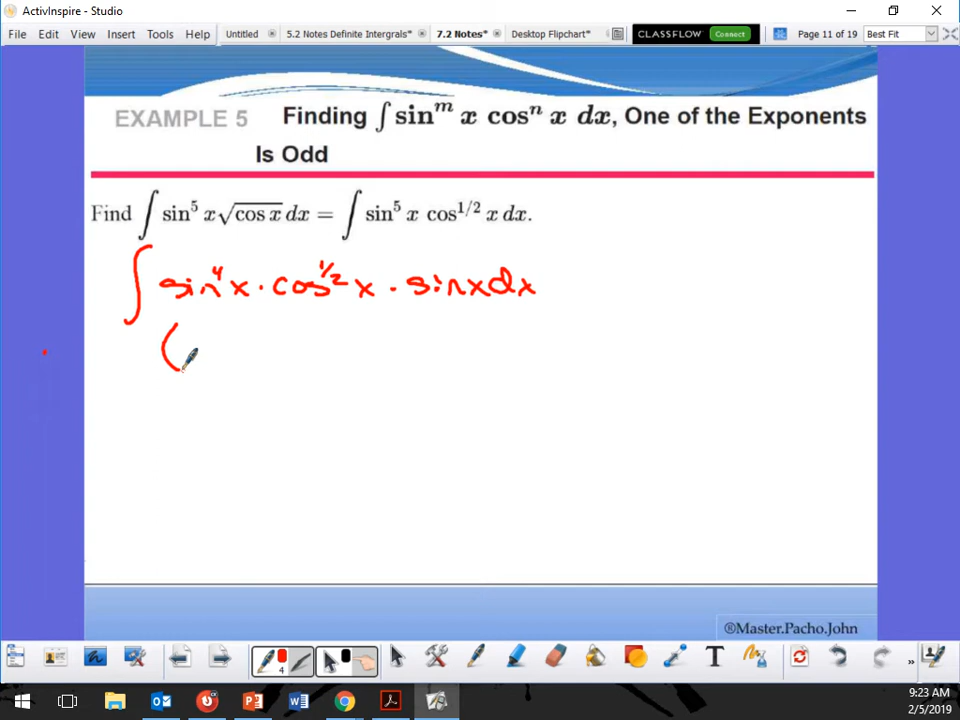 ActivInspire - Studio
File Edit View Insert Tools Help Untitled 5.2 Notes Definite Intergrals* 7.2 Notes* Desktop Flipchart* CLASSFLOW Connect Page 11 of 19 Best Fit
EXAMPLE 5 Finding ∫ sin^m x cos^n x dx, One of the Exponents
Is Odd
Find ∫ sin^5 x √(cos x) dx = ∫ sin^5 x cos^{1/2} x dx.
∫ sin^4 x · cos^{1/2} x · sin x dx
(
®Master.Pacho.John
4
T
»
9:23 AM
2/5/2019